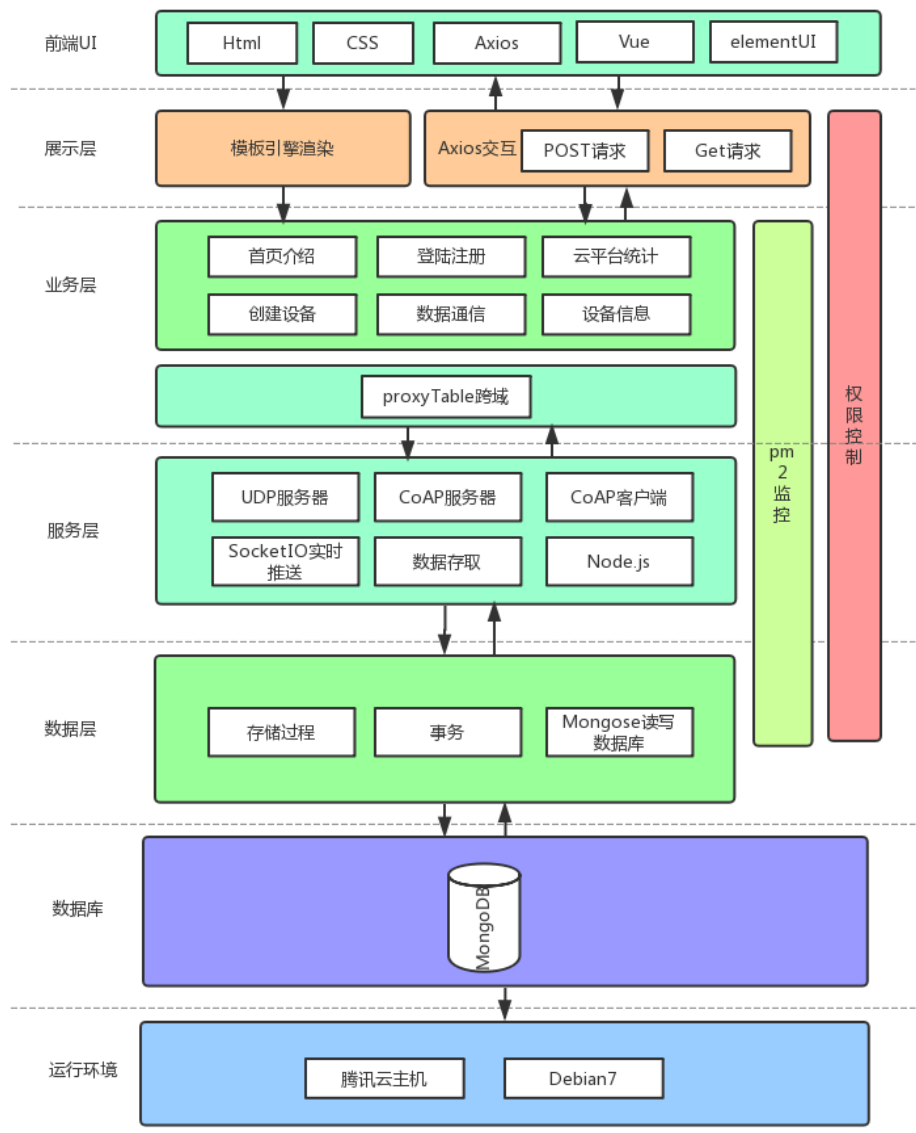 前端UI
Html
CSS
Axios
Vue
elementUI
展示层
模板引擎渲染
Axios交互
POST请求
Get请求
业务层
首页介绍
登陆注册
云平台统计
创建设备
数据通信
设备信息
proxyTable跨域
权
限
控
制
pm
2
监
控
服务层
UDP服务器
CoAP服务器
CoAP客户端
SocketIO实时
推送
数据存取
Node.js
数据层
存储过程
事务
Mongose读写
数据库
数据库
MongoDB
运行环境
腾讯云主机
Debian7